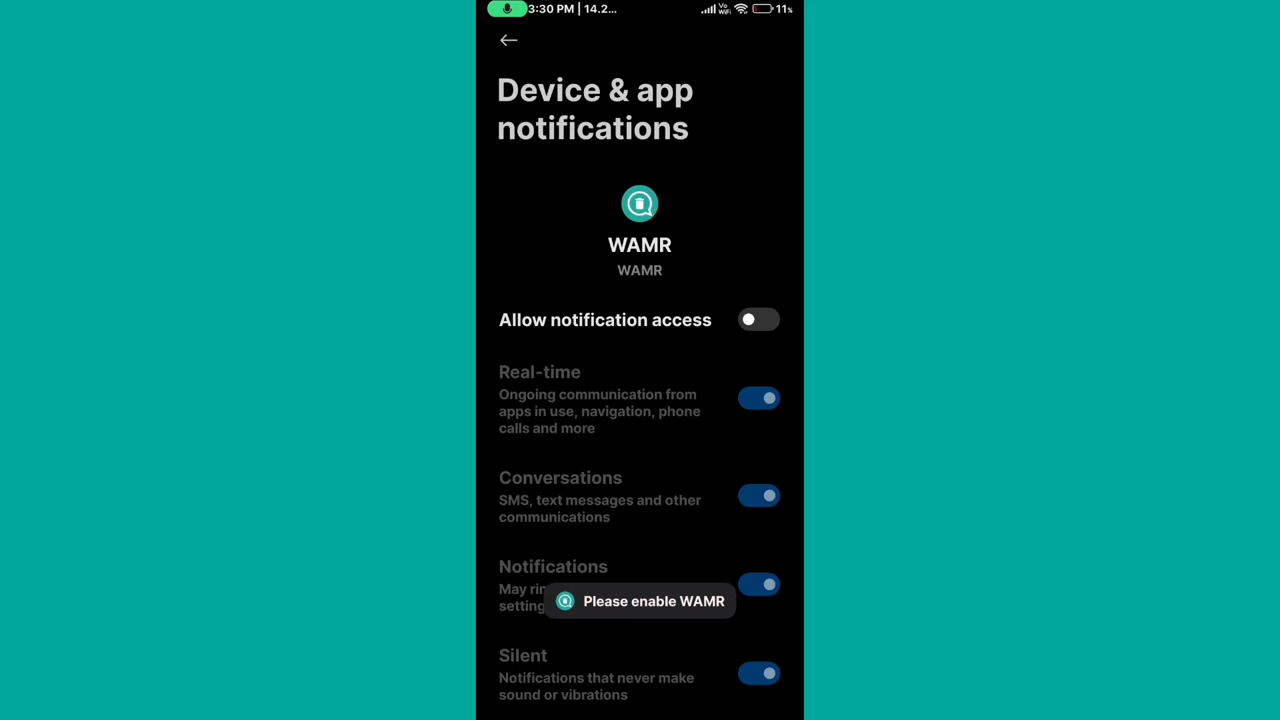 3:30 PM | 14.2... Vo WiFi 11%
Device & app
notifications
WAMR
WAMR
Allow notification access
Real-time
Ongoing communication from
apps in use, navigation, phone
calls and more
Conversations
SMS, text messages and other
communications
Notifications
May rin
setting
Please enable WAMR
Silent
Notifications that never make
sound or vibrations